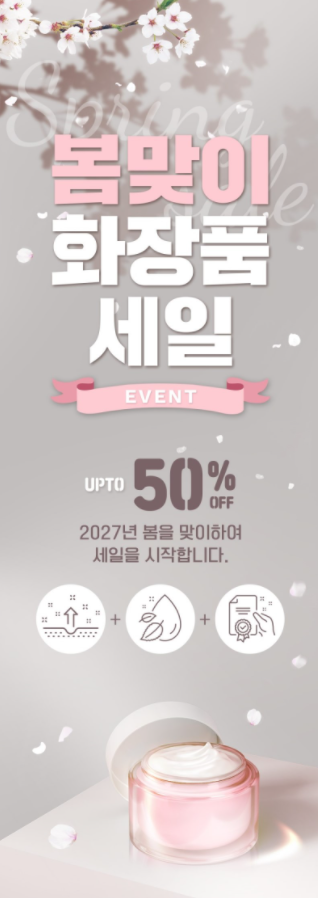 Spring
Sale
봄맞이
화장품
세일
EVENT
UPTO 50% OFF
2027년 봄을 맞이하여
세일을 시작합니다.
+ +